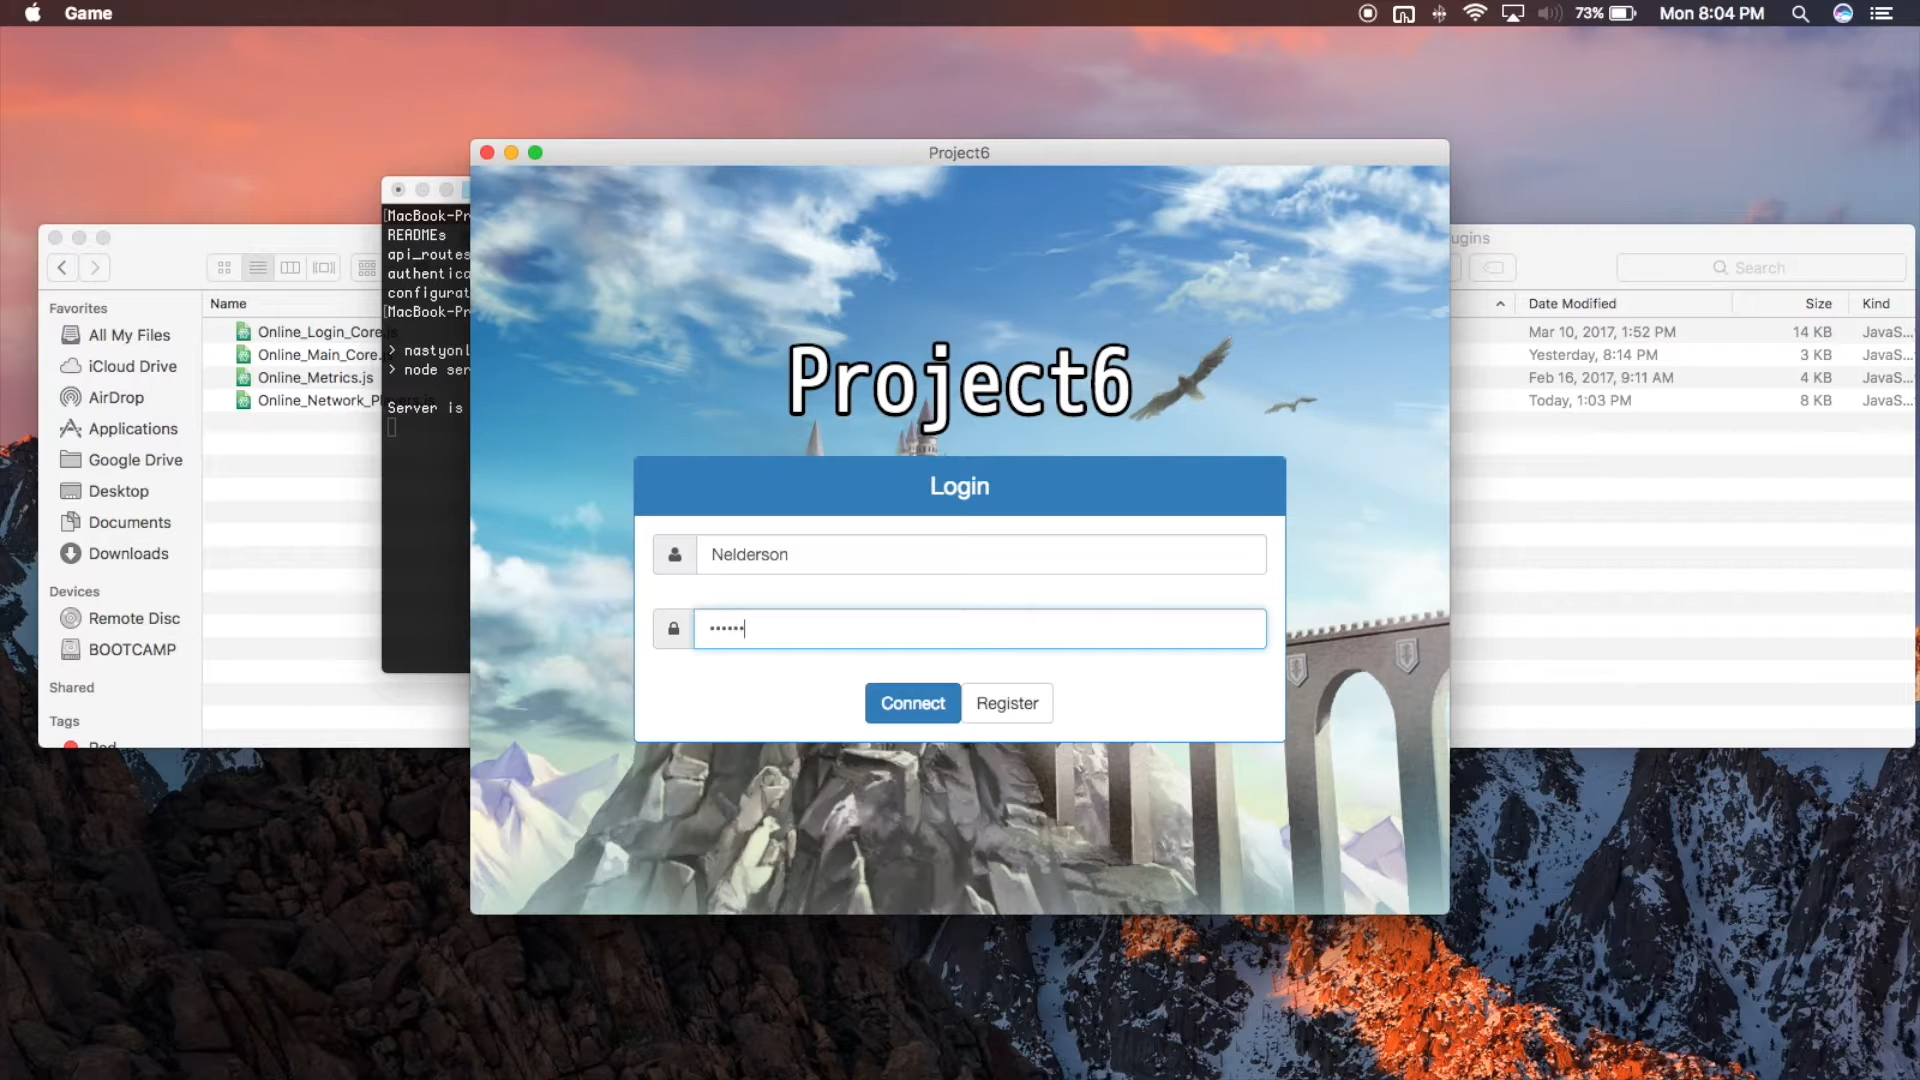 Game
73%
Mon 8:04 PM
Project6
MacBook-Pr
READMEs
api_routes
authentica
configurat
MacBook-Pr
> nastyonl
> node ser
Server is
Favorites
All My Files
iCloud Drive
AirDrop
Applications
Google Drive
Desktop
Documents
Downloads
Devices
Remote Disc
BOOTCAMP
Shared
Tags
Name
Online_Login_Core.js
Online_Main_Core.
Online_Metrics.js
Online_Network_Players.js
Project6
Login
Nelderson
••••••
Connect
Register
ugins
Search
Date Modified
Size
Kind
Mar 10, 2017, 1:52 PM
14 KB
JavaS...
Yesterday, 8:14 PM
3 KB
JavaS...
Feb 16, 2017, 9:11 AM
4 KB
JavaS...
Today, 1:03 PM
8 KB
JavaS...